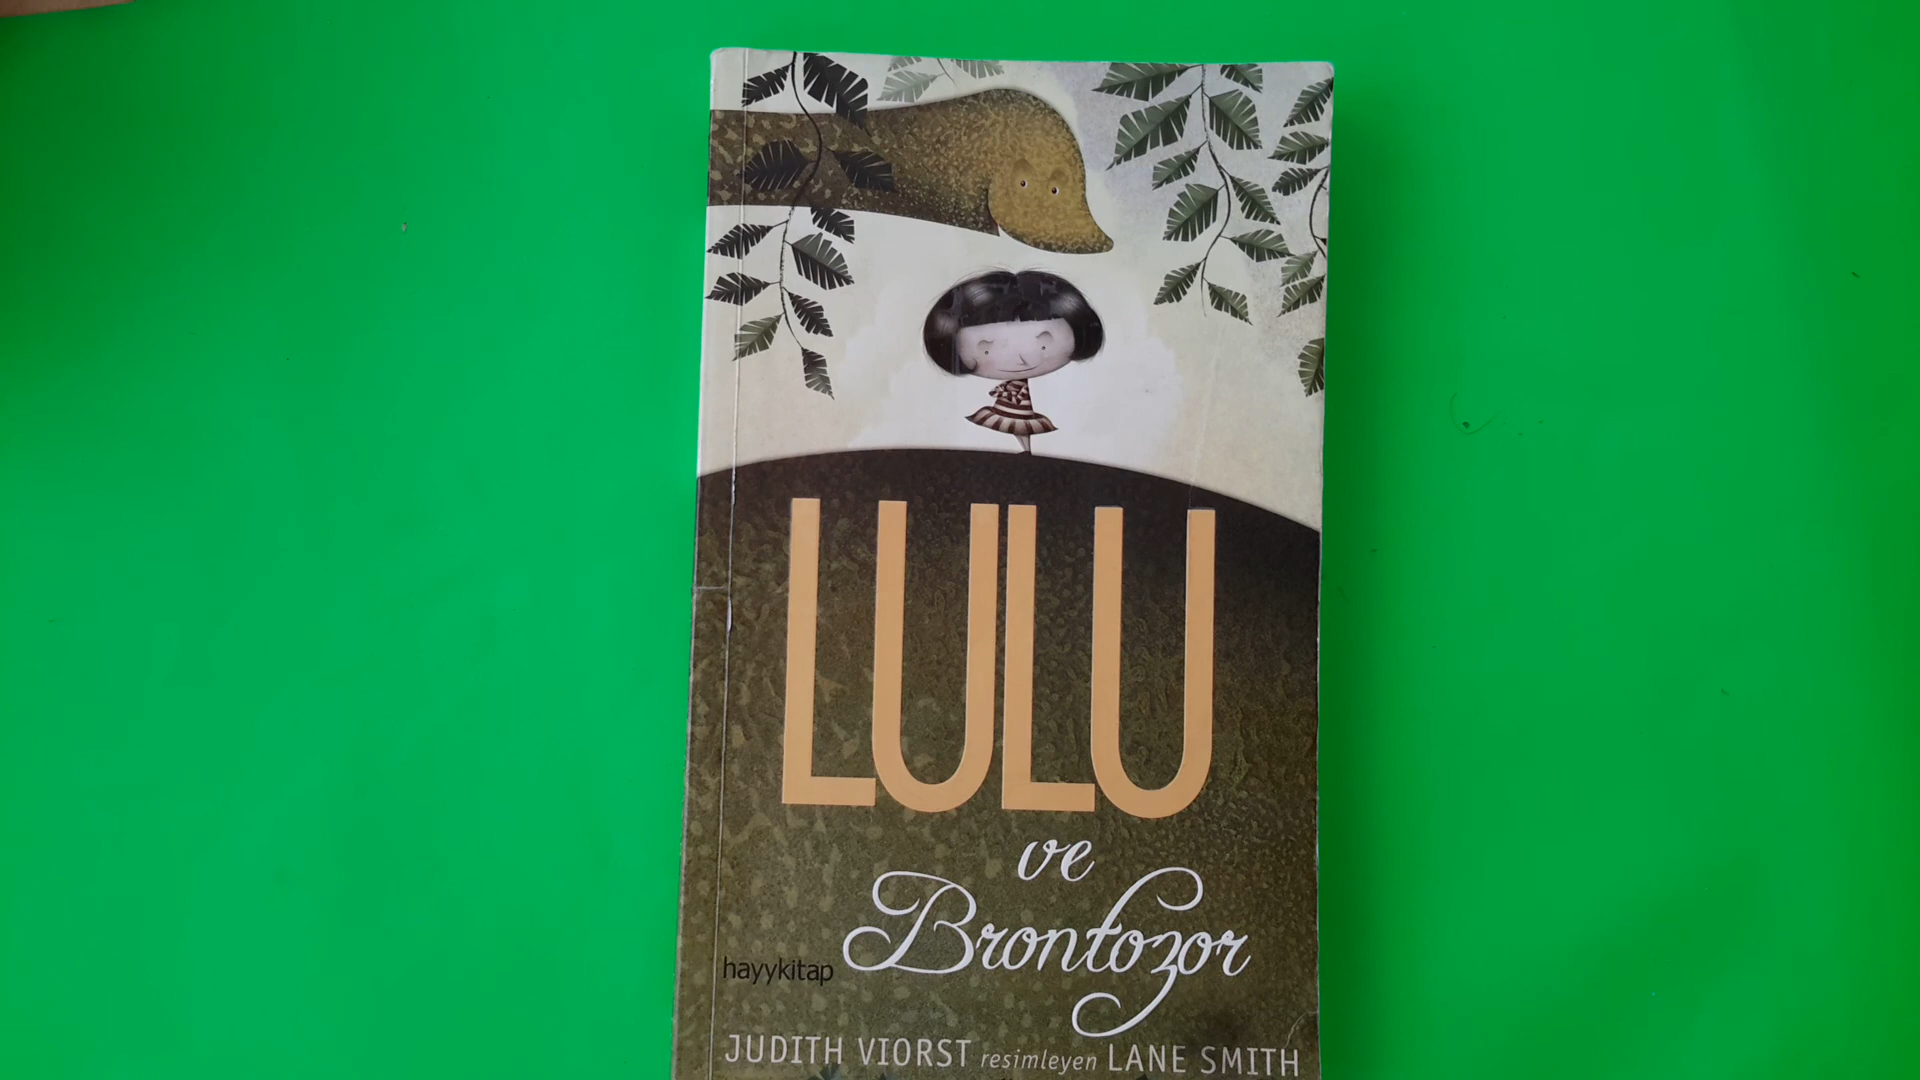 LULU
ve
Brontozor
hayykitap
JUDITH VIORST resimleyen LANE SMITH